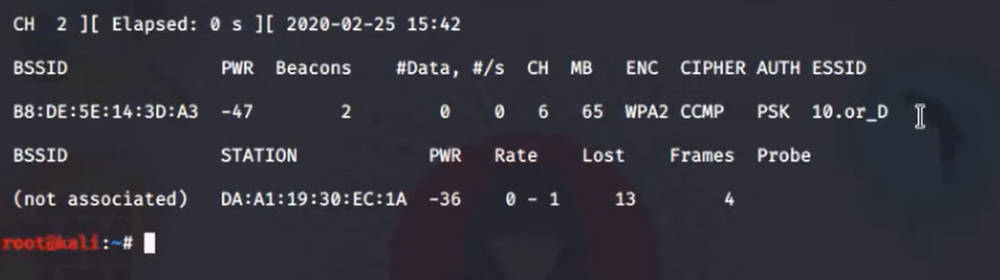 CH 2 ][ Elapsed: 0 s ][ 2020-02-25 15:42
BSSID PWR Beacons #Data, #/s CH MB ENC CIPHER AUTH ESSID
B8:DE:5E:14:3D:A3 -47 2 0 0 6 65 WPA2 CCMP PSK 10.or_D
BSSID STATION PWR Rate Lost Frames Probe
(not associated) DA:A1:19:30:EC:1A -36 0 - 1 13 4
root@kali:~#